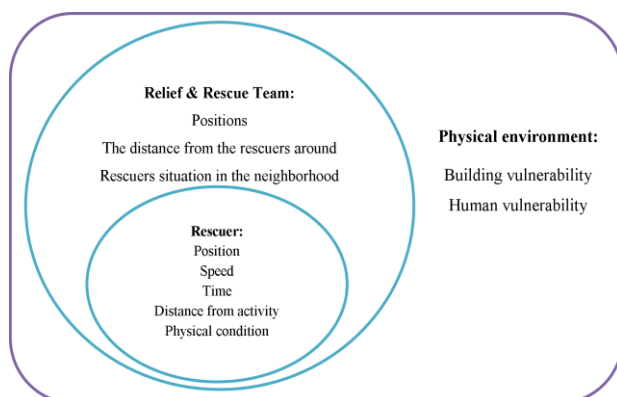 Relief & Rescue Team:
Positions
The distance from the rescuers around
Rescuers situation in the neighborhood
Rescuer:
Position
Speed
Time
Distance from activity
Physical condition
Physical environment:
Building vulnerability
Human vulnerability